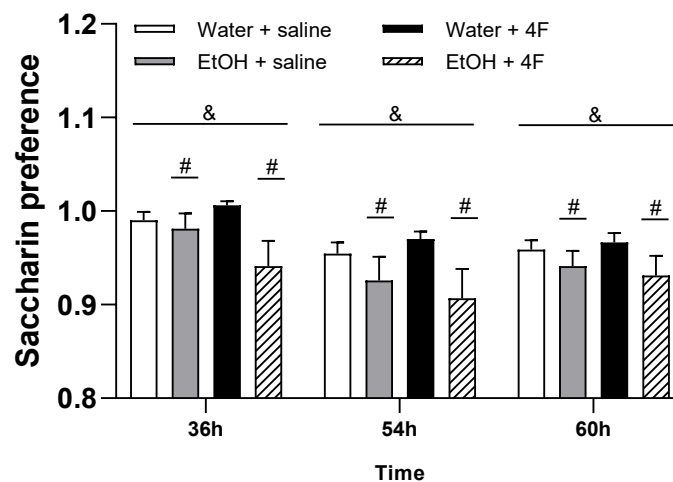 1.2
Water + saline
Water + 4F
EtOH + saline
EtOH + 4F
1.1
& & &
# # # # # #
1.0
0.9
0.8
Saccharin preference
36h 54h 60h
Time